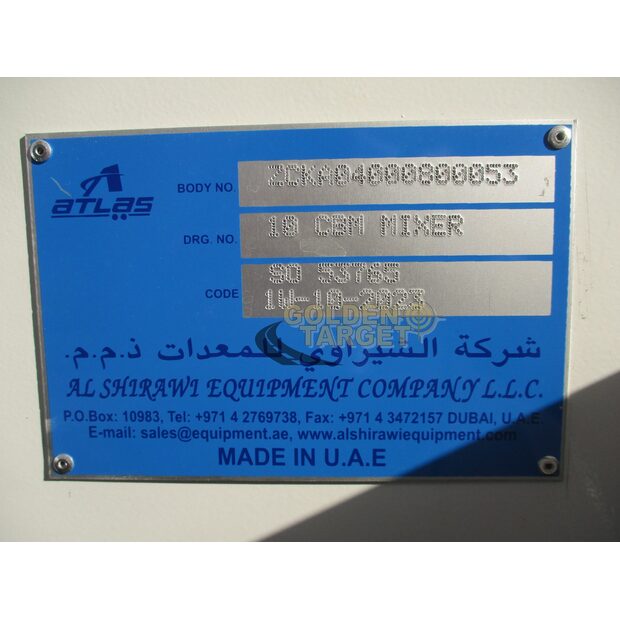 ATLAS
BODY NO. ZCKA04000800053
DRG. NO. 10 CBM MIXER
CODE SO 53765
1W-10-2023
GOLDEN
TARGET
شركة الشيراوي للمعدات ذ.م.م.
AL SHIRAWI EQUIPMENT COMPANY L.L.C.
P.O.Box: 10983, Tel: +971 4 2769738, Fax: +971 4 3472157 DUBAI, U.A.E.
E-mail: sales@equipment.ae, www.alshirawiequipment.com
MADE IN U.A.E